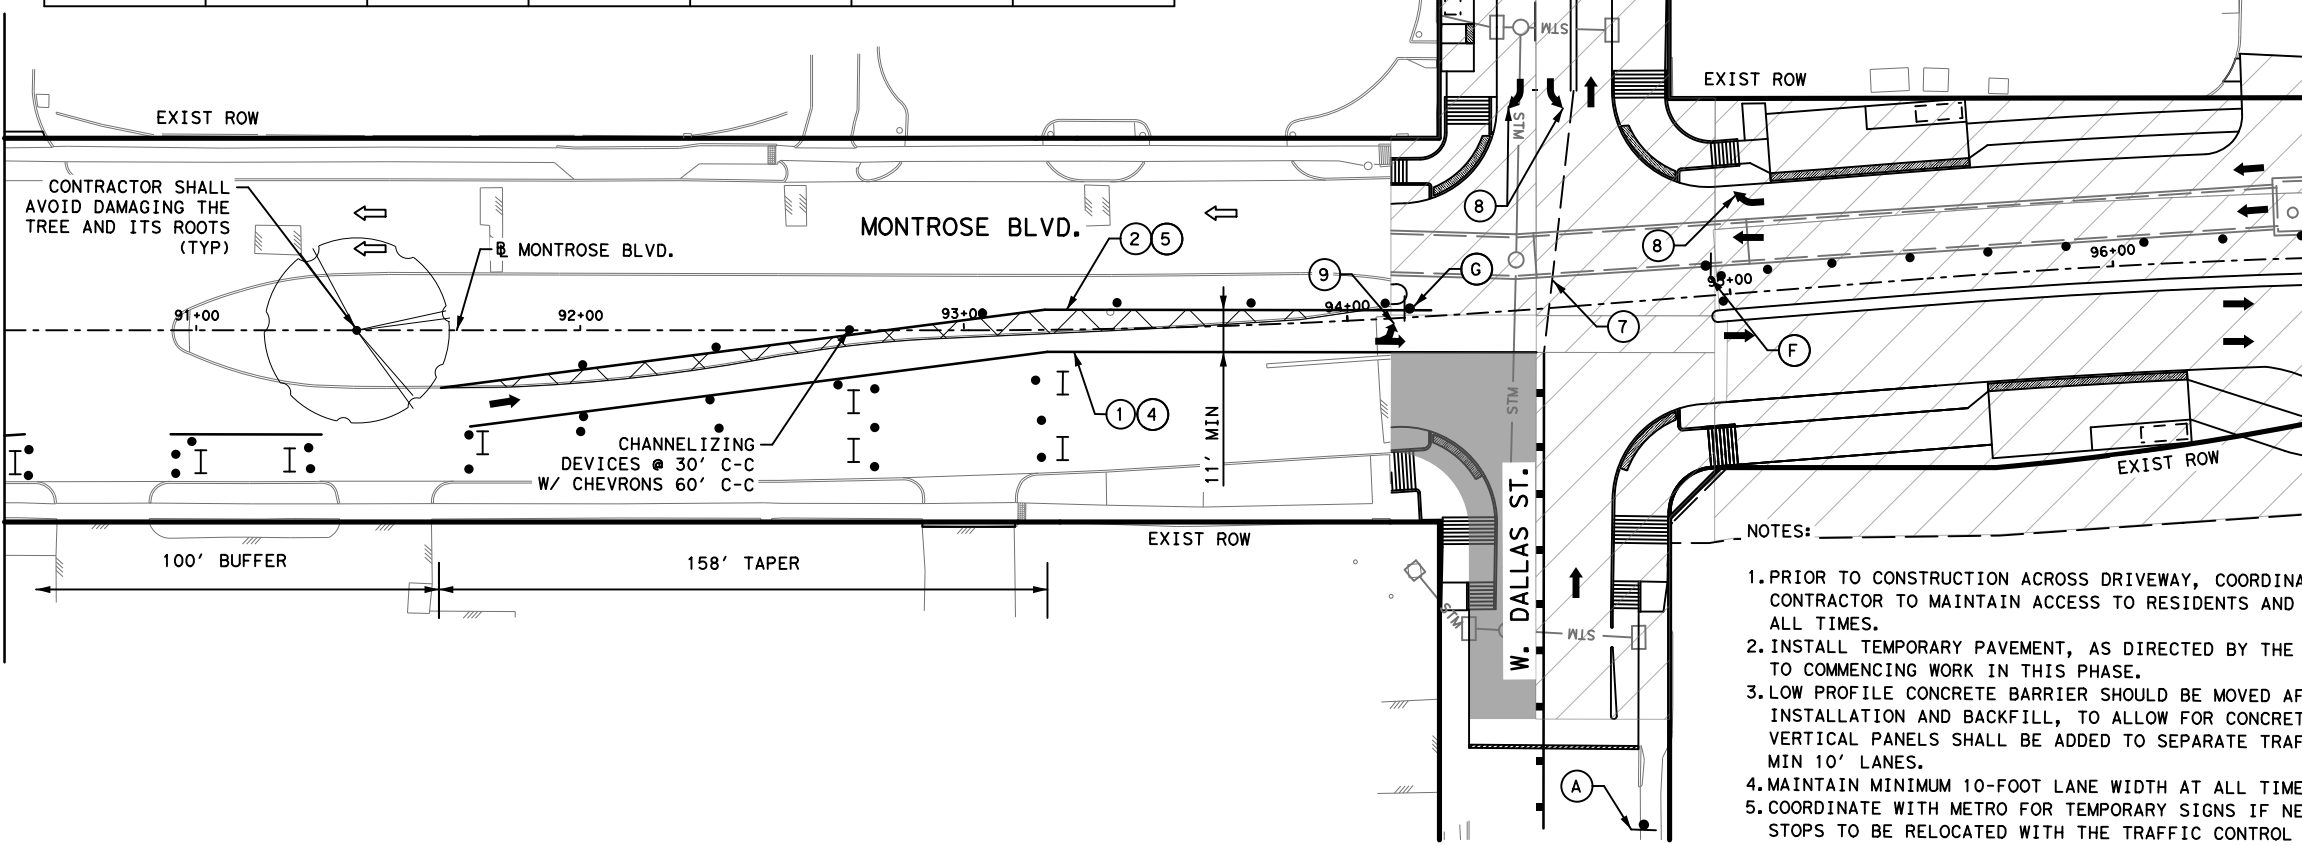 EXIST ROW
EXIST ROW
STM
STM
CONTRACTOR SHALL
AVOID DAMAGING THE
TREE AND ITS ROOTS
(TYP)
MONTROSE BLVD.
MONTROSE BLVD.
2
5
8
8
9
G
7
F
91+00
92+00
93+00
94+00
95+00
96+00
1
4
CHANNELIZING
DEVICES @ 30' C-C
W/ CHEVRONS 60' C-C
11' MIN
STM
W. DALLAS ST.
EXIST ROW
EXIST ROW
100' BUFFER
158' TAPER
STM
STM
A
NOTES:
1. PRIOR TO CONSTRUCTION ACROSS DRIVEWAY, COORDINA
CONTRACTOR TO MAINTAIN ACCESS TO RESIDENTS AND
ALL TIMES.
2. INSTALL TEMPORARY PAVEMENT, AS DIRECTED BY THE
TO COMMENCING WORK IN THIS PHASE.
3. LOW PROFILE CONCRETE BARRIER SHOULD BE MOVED AF
INSTALLATION AND BACKFILL, TO ALLOW FOR CONCRET
VERTICAL PANELS SHALL BE ADDED TO SEPARATE TRAF
MIN 10' LANES.
4. MAINTAIN MINIMUM 10-FOOT LANE WIDTH AT ALL TIME
5. COORDINATE WITH METRO FOR TEMPORARY SIGNS IF NE
STOPS TO BE RELOCATED WITH THE TRAFFIC CONTROL